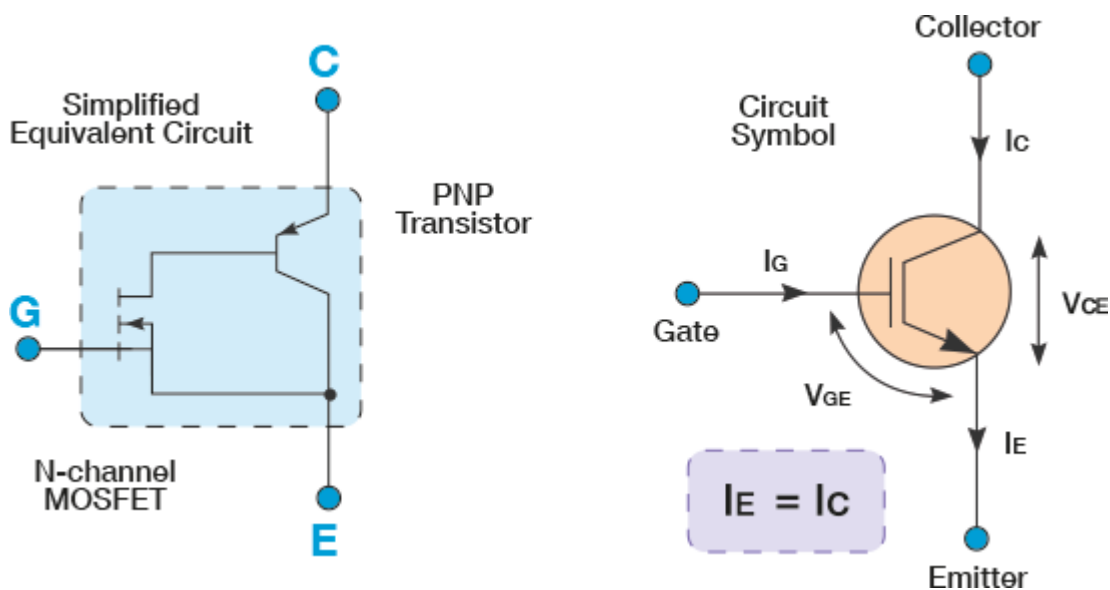 Simplified
Equivalent Circuit
C
PNP
Transistor
G
N-channel
MOSFET
E
Collector
Circuit
Symbol
IC
IG
Gate
VCE
VGE
IE
IE = IC
Emitter